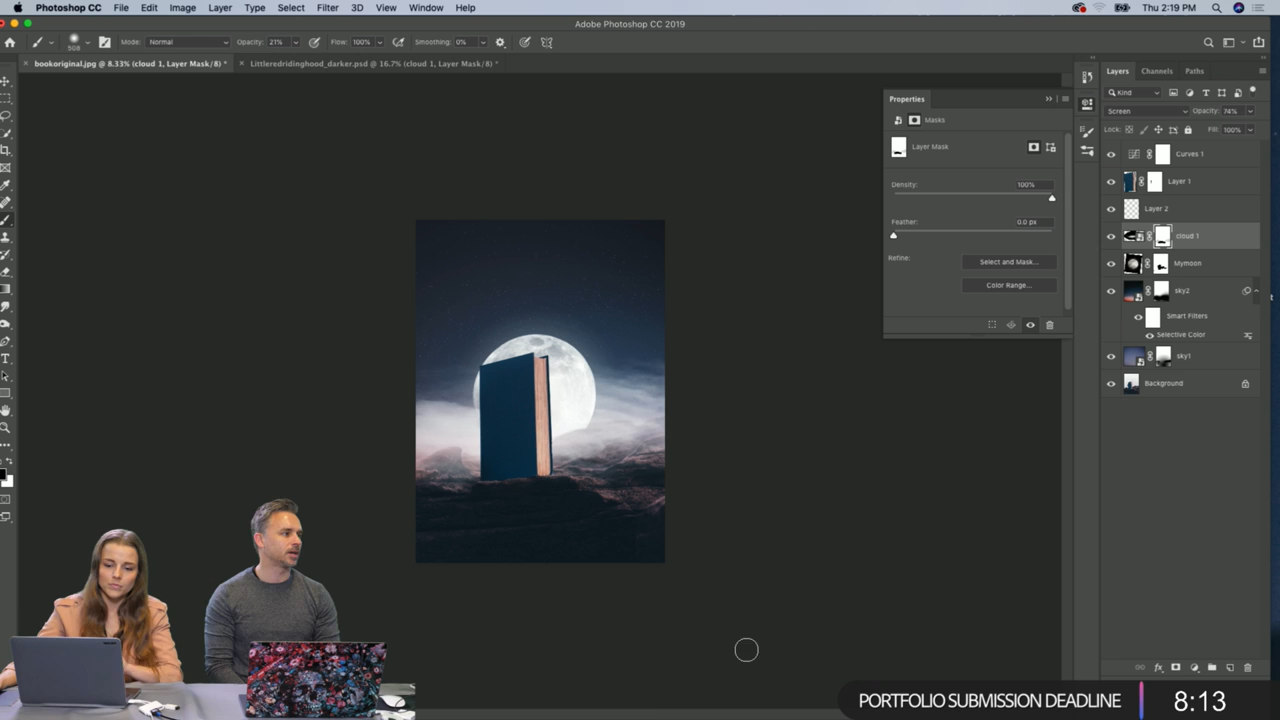 Photoshop CC File Edit Image Layer Type Select Filter 3D View Window Help Thu 2:19 PM
Adobe Photoshop CC 2019
508 Mode: Normal Opacity: 21% Flow: 100% Smoothing: 0%
× bookoriginal.jpg @ 8.33% (cloud 1, Layer Mask/8) * × Littleredridinghood_darker.psd @ 16.7% (cloud 1, Layer Mask/8) *
Properties
Masks
Layer Mask
Density: 100%
Feather: 0.0 px
Refine: Select and Mask...
Color Range...
Layers Channels Paths
Kind
Screen Opacity: 74%
Lock: Fill: 100%
Curves 1
Layer 1
Layer 2
cloud 1
Mymoon
sky2
Smart Filters
Selective Color
sky1
Background
fx
PORTFOLIO SUBMISSION DEADLINE 8:13